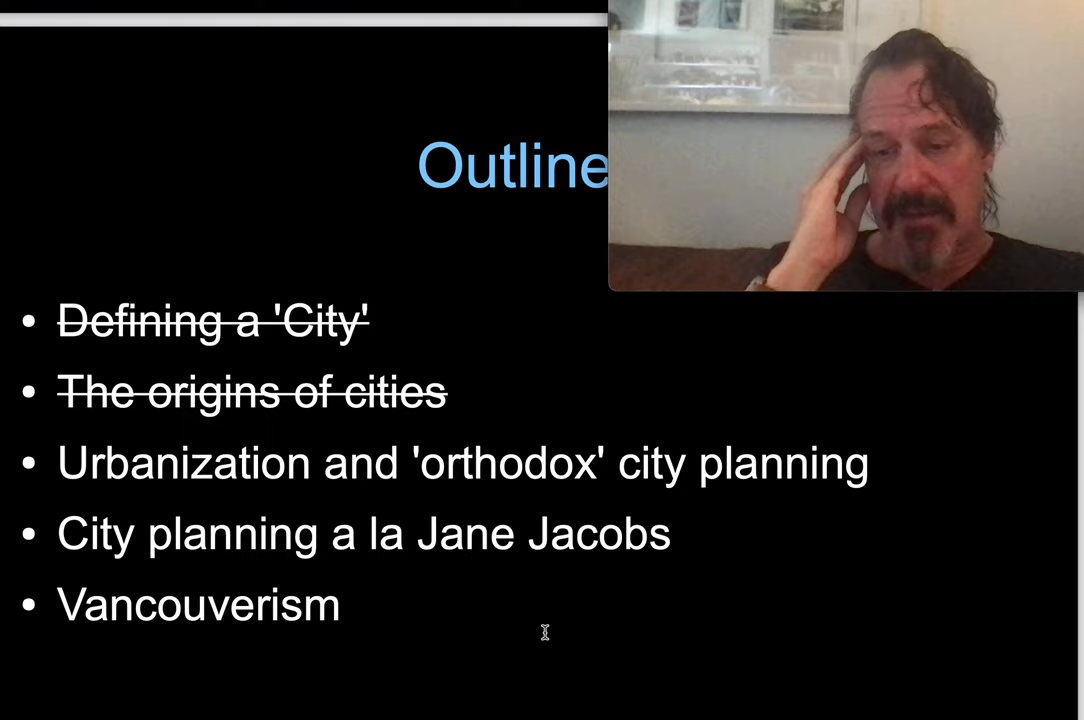 Outline
Defining a 'City'
The origins of cities
Urbanization and 'orthodox' city planning
City planning a la Jane Jacobs
Vancouverism